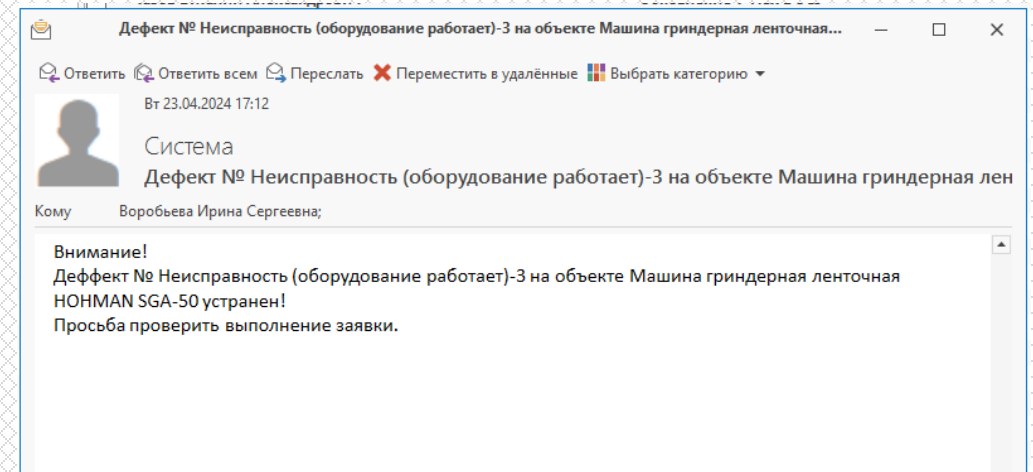 Дефект № Неисправность (оборудование работает)-3 на объекте Машина гриндерная ленточная...
Ответить Ответить всем Переслать Переместить в удалённые Выбрать категорию
Вт 23.04.2024 17:12
Система
Дефект № Неисправность (оборудование работает)-3 на объекте Машина гриндерная лен
Кому Воробьева Ирина Сергеевна;
Внимание!
Деффект № Неисправность (оборудование работает)-3 на объекте Машина гриндерная ленточная
HOHMAN SGA-50 устранен!
Просьба проверить выполнение заявки.